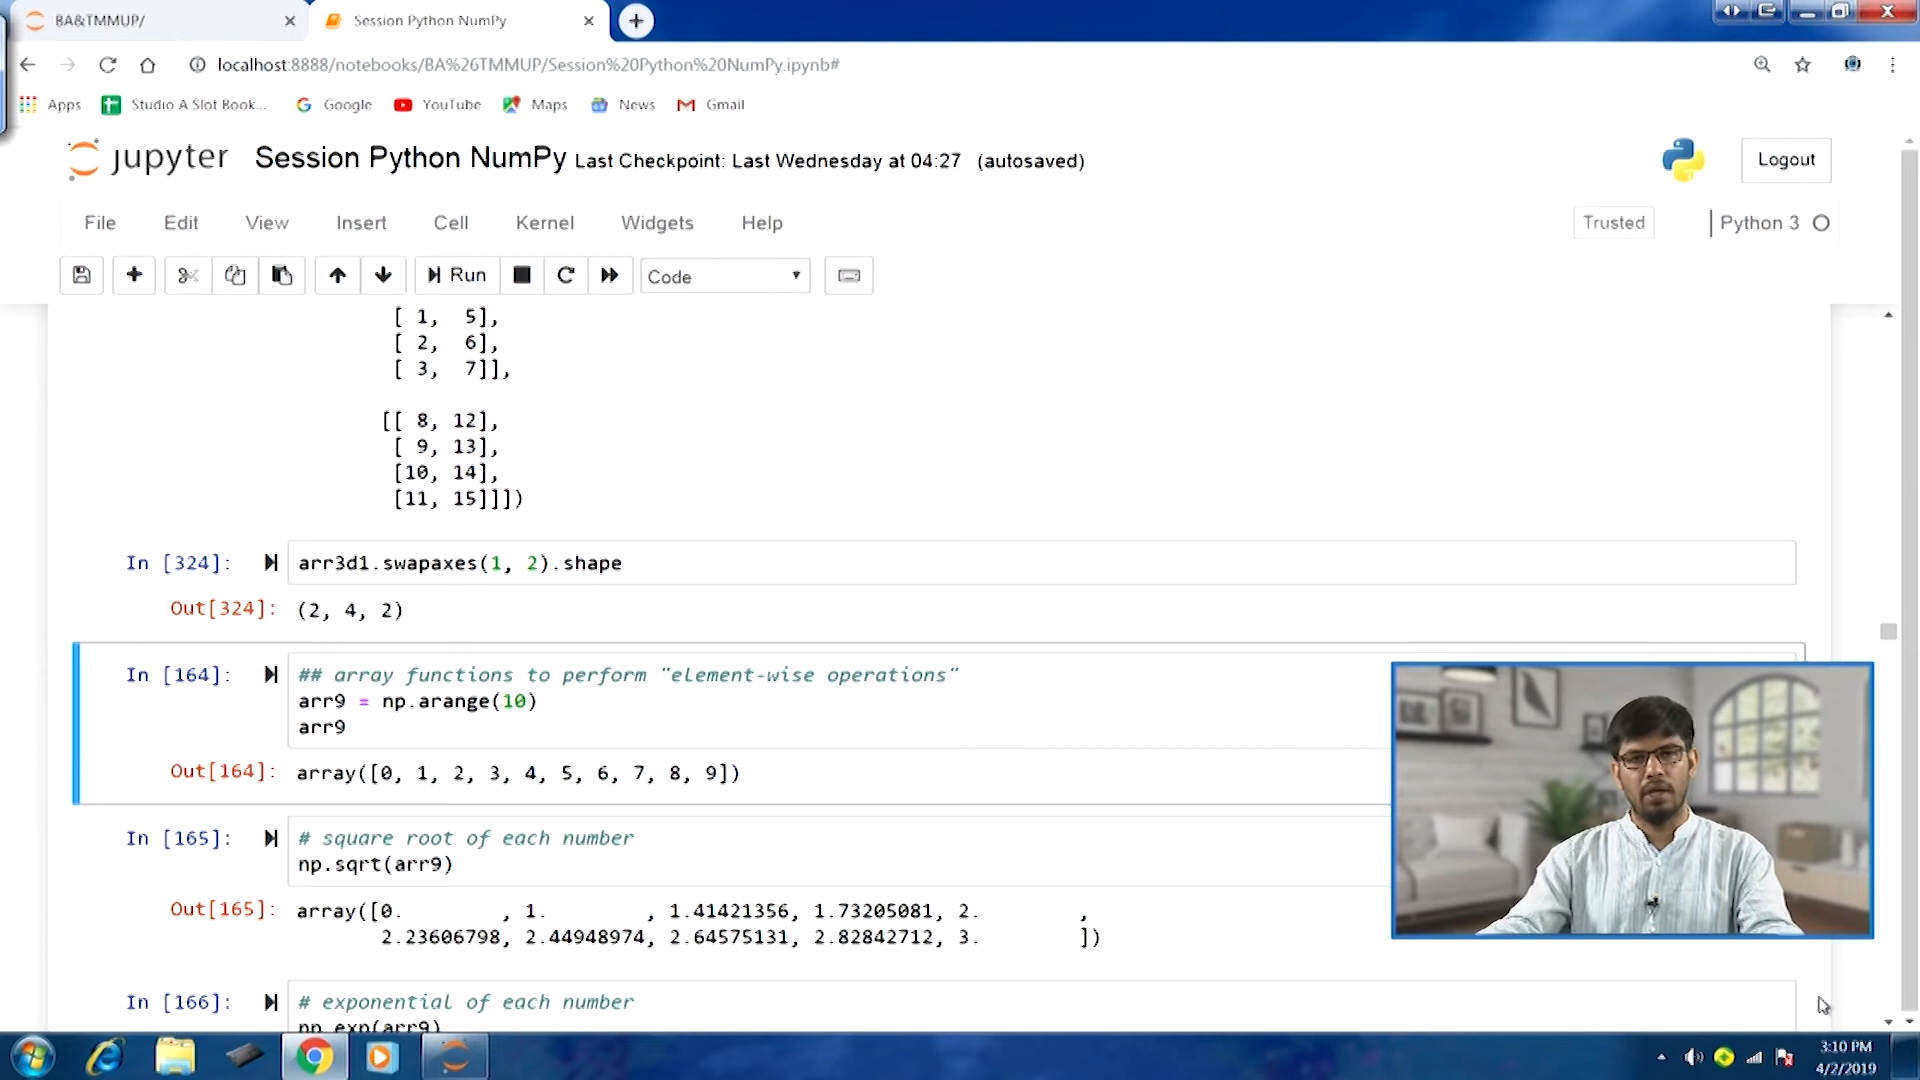 BA&TMMUP/
Session Python NumPy
localhost:8888/notebooks/BA%26TMMUP/Session%20Python%20NumPy.ipynb#
Apps Studio A Slot Book... Google YouTube Maps News Gmail
jupyter Session Python NumPy Last Checkpoint: Last Wednesday at 04:27 (autosaved) Logout
File Edit View Insert Cell Kernel Widgets Help Trusted Python 3
Run Code
[ 1, 5],
[ 2, 6],
[ 3, 7]],
[[ 8, 12],
[ 9, 13],
[10, 14],
[11, 15]]])
In [324]: arr3d1.swapaxes(1, 2).shape
Out[324]: (2, 4, 2)
In [164]: ## array functions to perform "element-wise operations"
arr9 = np.arange(10)
arr9
Out[164]: array([0, 1, 2, 3, 4, 5, 6, 7, 8, 9])
In [165]: # square root of each number
np.sqrt(arr9)
Out[165]: array([0. , 1. , 1.41421356, 1.73205081, 2. ,
2.23606798, 2.44948974, 2.64575131, 2.82842712, 3. ])
In [166]: # exponential of each number
np.exp(arr9)
3:10 PM
4/2/2019